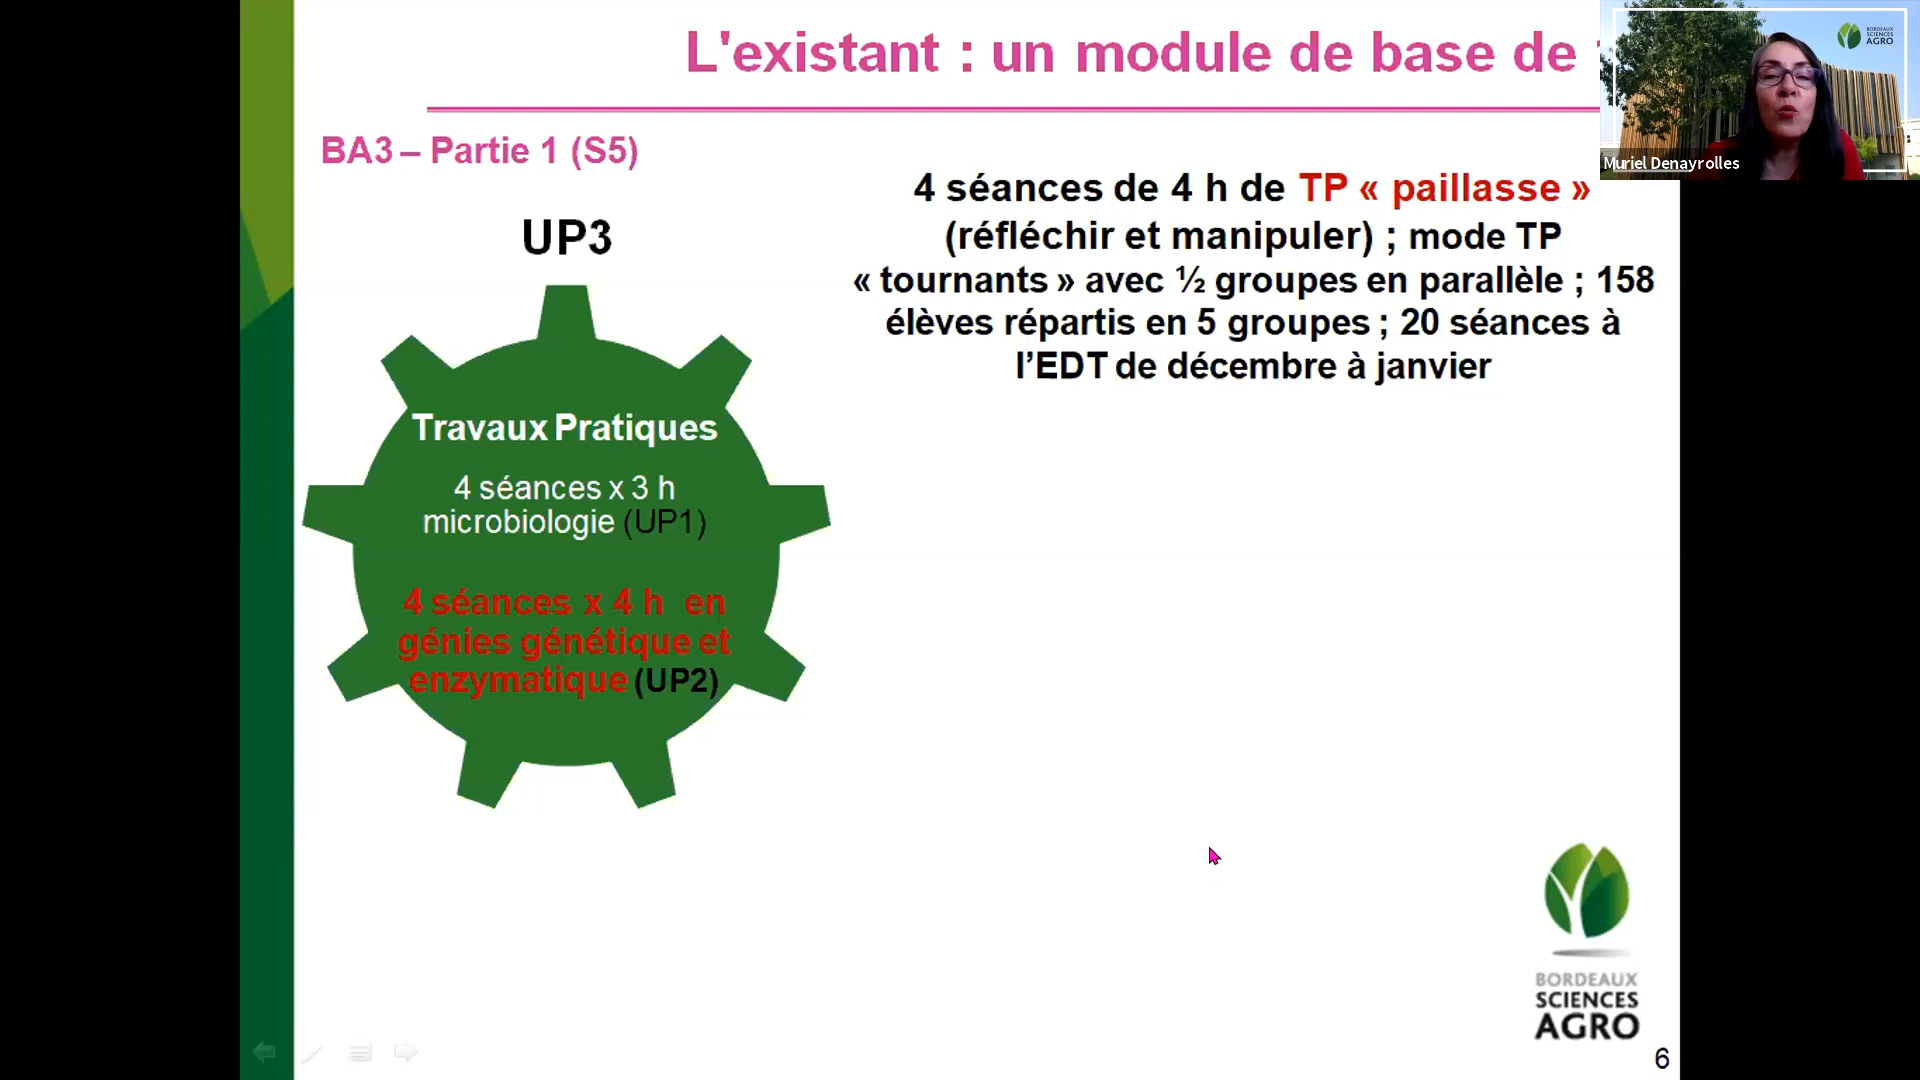 L'existant : un module de base de
BORDEAUX
SCIENCES
AGRO
Muriel Denayrolles
BA3 – Partie 1 (S5)
UP3
4 séances de 4 h de TP « paillasse »
(réfléchir et manipuler) ; mode TP
« tournants » avec ½ groupes en parallèle ; 158
élèves répartis en 5 groupes ; 20 séances à
l’EDT de décembre à janvier
Travaux Pratiques
4 séances x 3 h
microbiologie (UP1)
4 séances x 4 h en
génies génétique et
enzymatique (UP2)
BORDEAUX
SCIENCES
AGRO
6